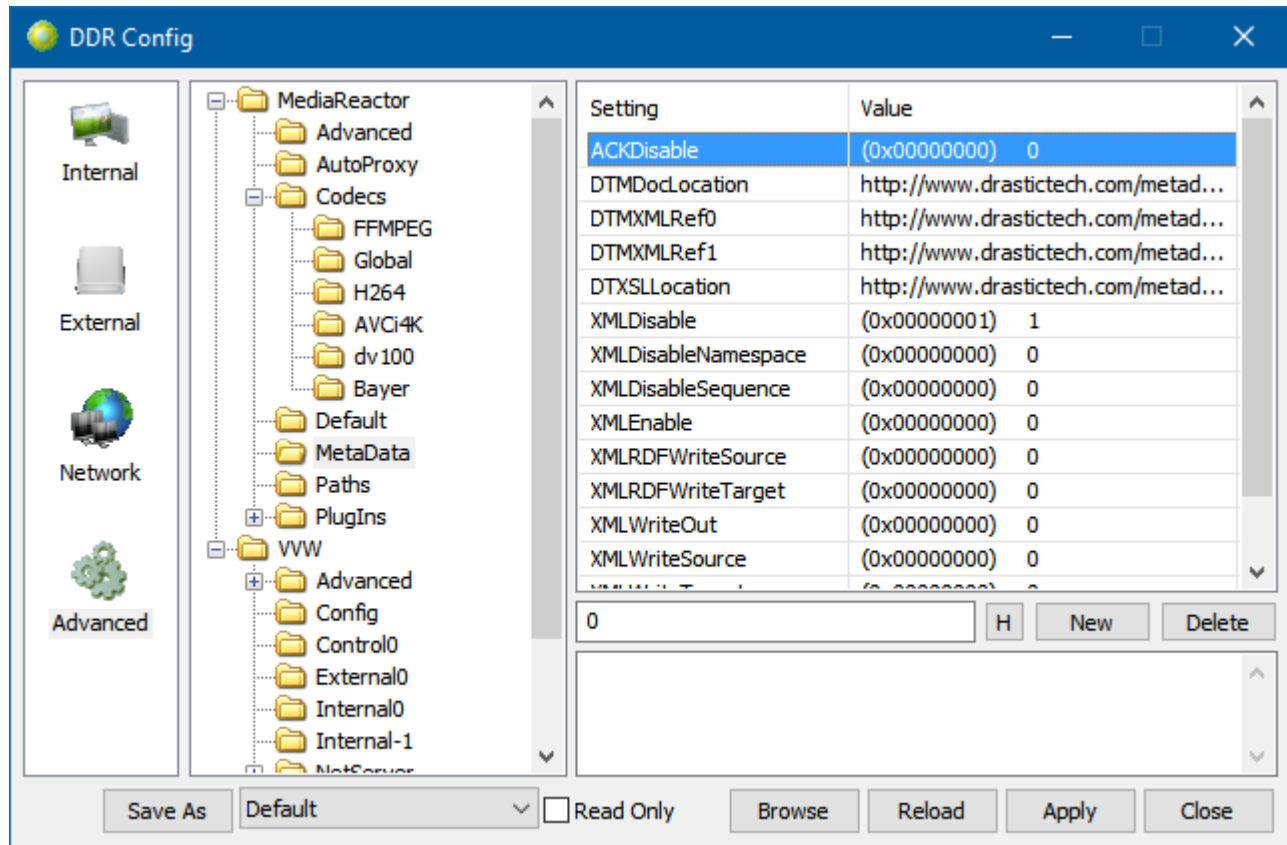 DDR Config
Internal
External
Network
Advanced
MediaReactor
Advanced
AutoProxy
Codecs
FFMPEG
Global
H264
AVCi4K
dv100
Bayer
Default
MetaData
Paths
PlugIns
VVW
Advanced
Config
Control0
External0
Internal0
Internal-1
NetServer
Setting Value
ACKDisable (0x00000000) 0
DTMDocLocation http://www.drastictech.com/metad...
DTMXMLRef0 http://www.drastictech.com/metad...
DTMXMLRef1 http://www.drastictech.com/metad...
DTXSLLocation http://www.drastictech.com/metad...
XMLDisable (0x00000001) 1
XMLDisableNamespace (0x00000000) 0
XMLDisableSequence (0x00000000) 0
XMLEnable (0x00000000) 0
XMLRDFWriteSource (0x00000000) 0
XMLRDFWriteTarget (0x00000000) 0
XMLWriteOut (0x00000000) 0
XMLWriteSource (0x00000000) 0
0 H New Delete
Save As Default Read Only Browse Reload Apply Close